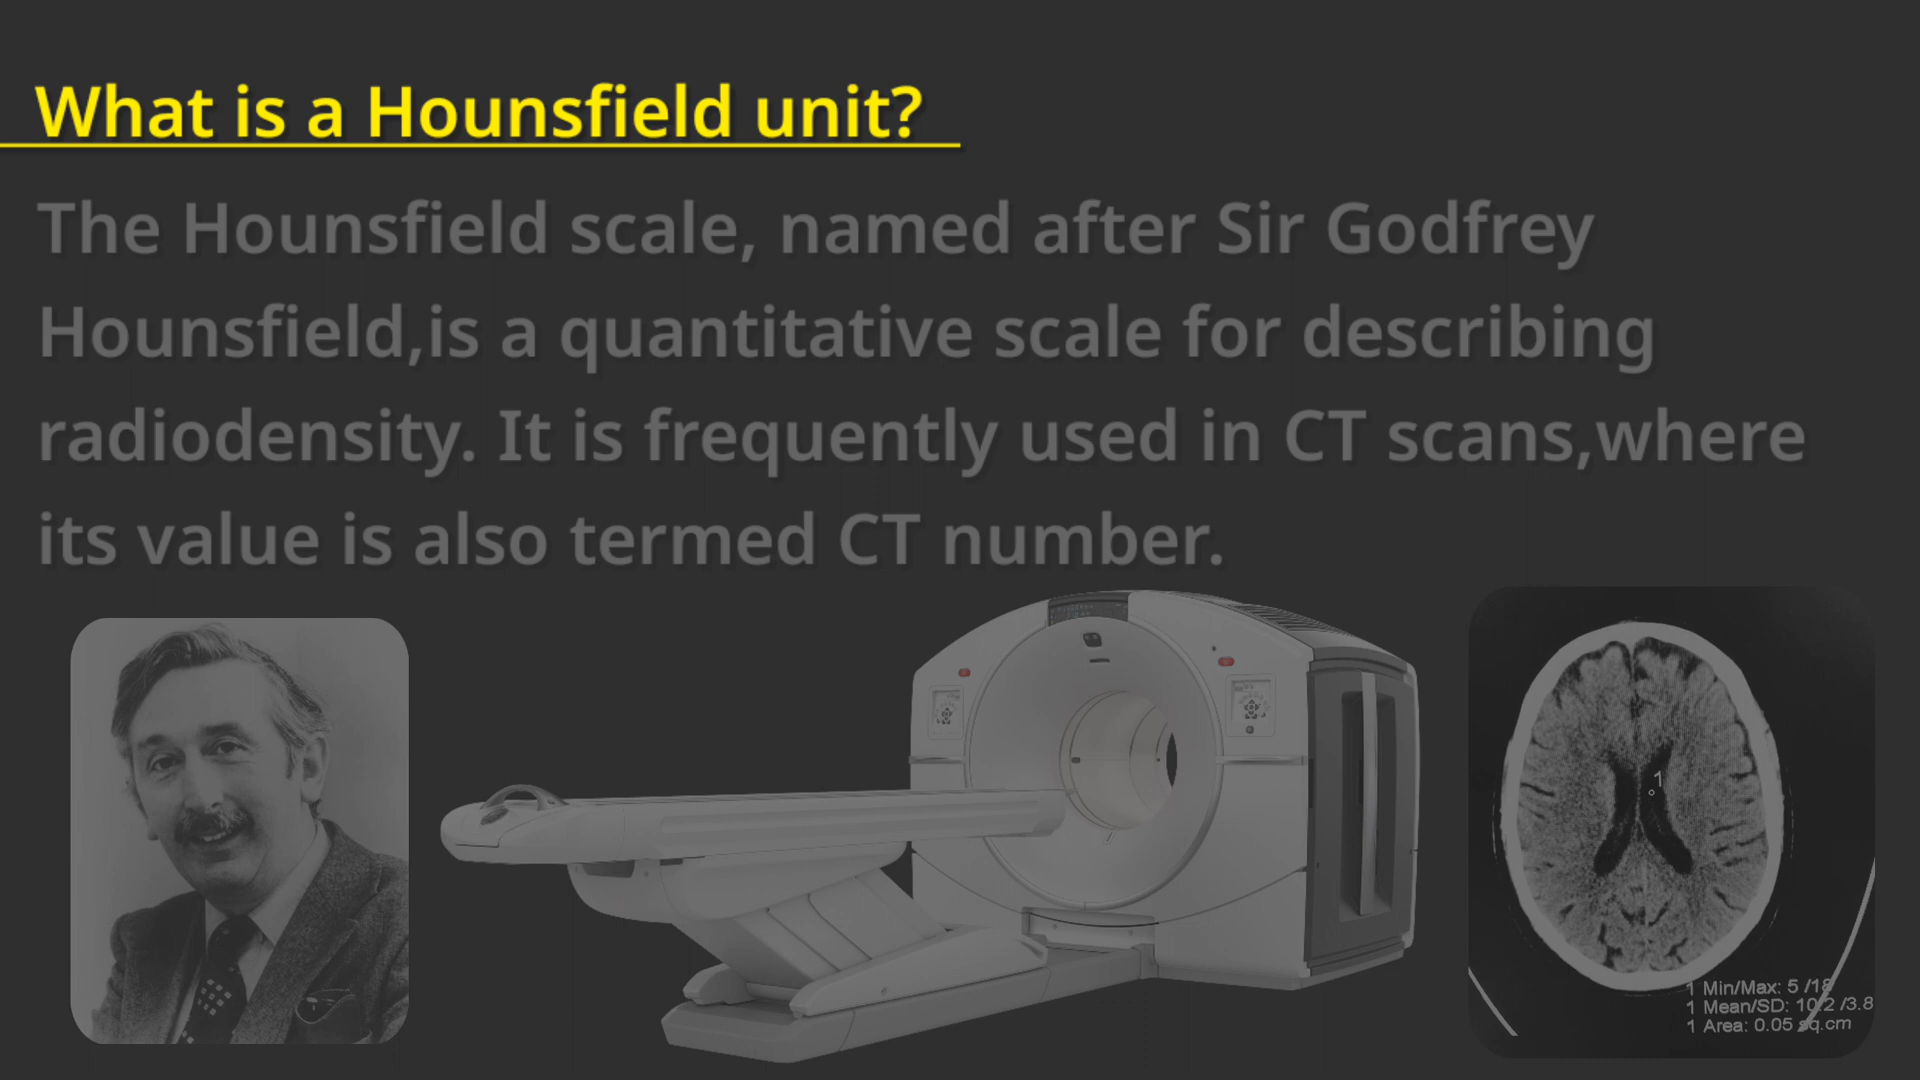 What is a Hounsfield unit?
The Hounsfield scale, named after Sir Godfrey
Hounsfield,is a quantitative scale for describing
radiodensity. It is frequently used in CT scans,where
its value is also termed CT number.
1
1 Min/Max: 5 /18
1 Mean/SD: 10.2 /3.8
1 Area: 0.05 sq.cm